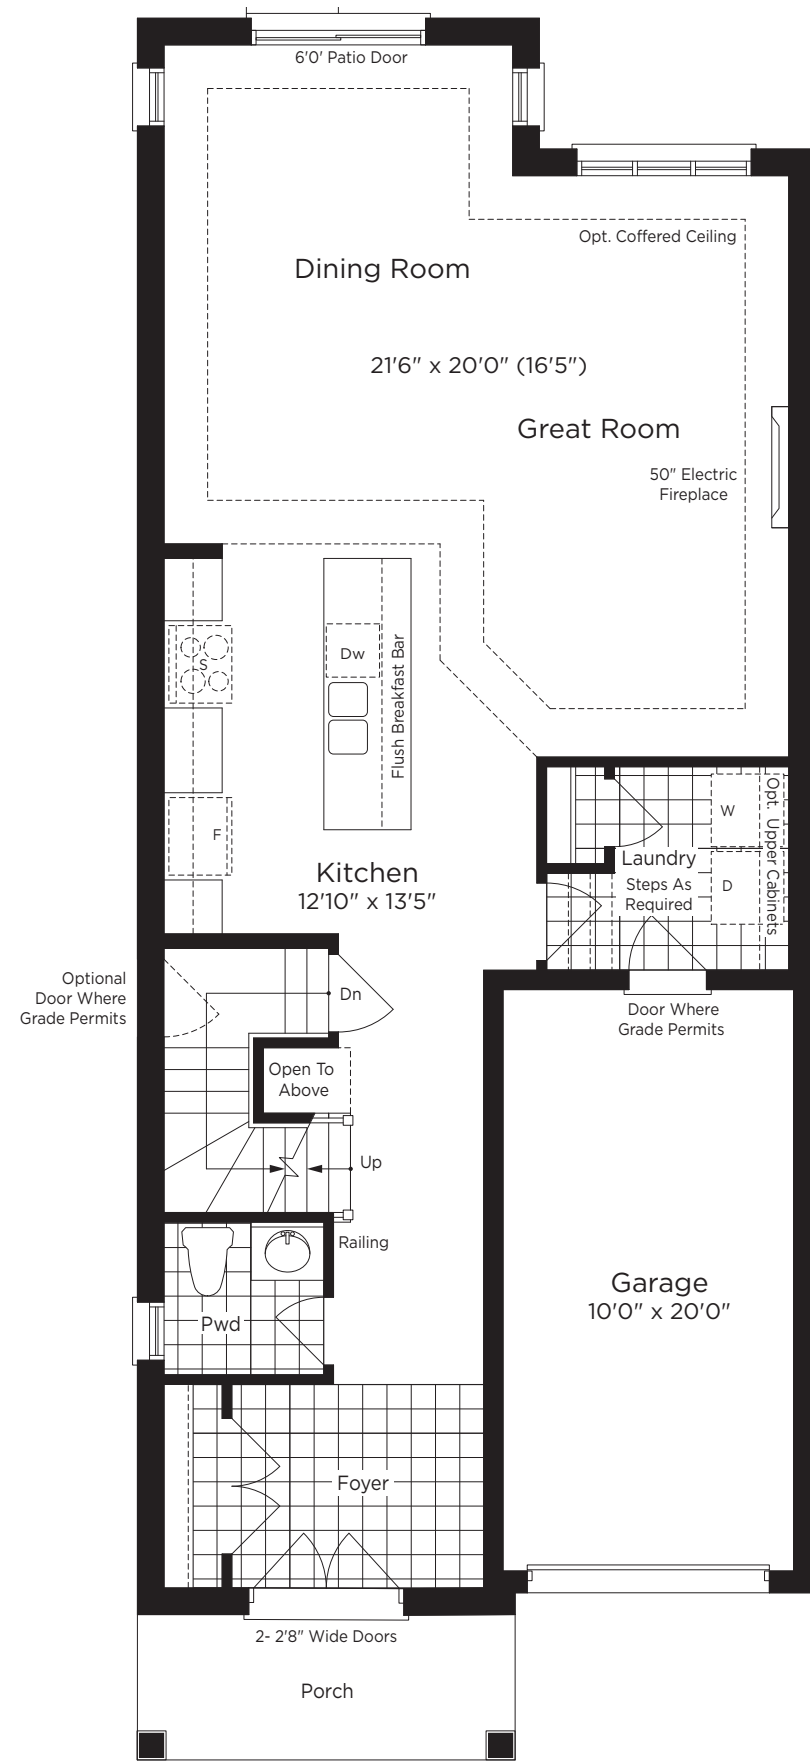 6'0' Patio Door
Opt. Coffered Ceiling
Dining Room
21'6" x 20'0" (16'5")
Great Room
50" Electric
Fireplace
S
Dw
Flush Breakfast Bar
F
W
Opt. Upper Cabinets
Laundry
Kitchen
12'10" x 13'5"
Steps As
Required
D
Optional
Door Where
Grade Permits
Dn
Door Where
Grade Permits
Open To
Above
Up
Railing
Garage
10'0" x 20'0"
Pwd
Foyer
2- 2'8" Wide Doors
Porch